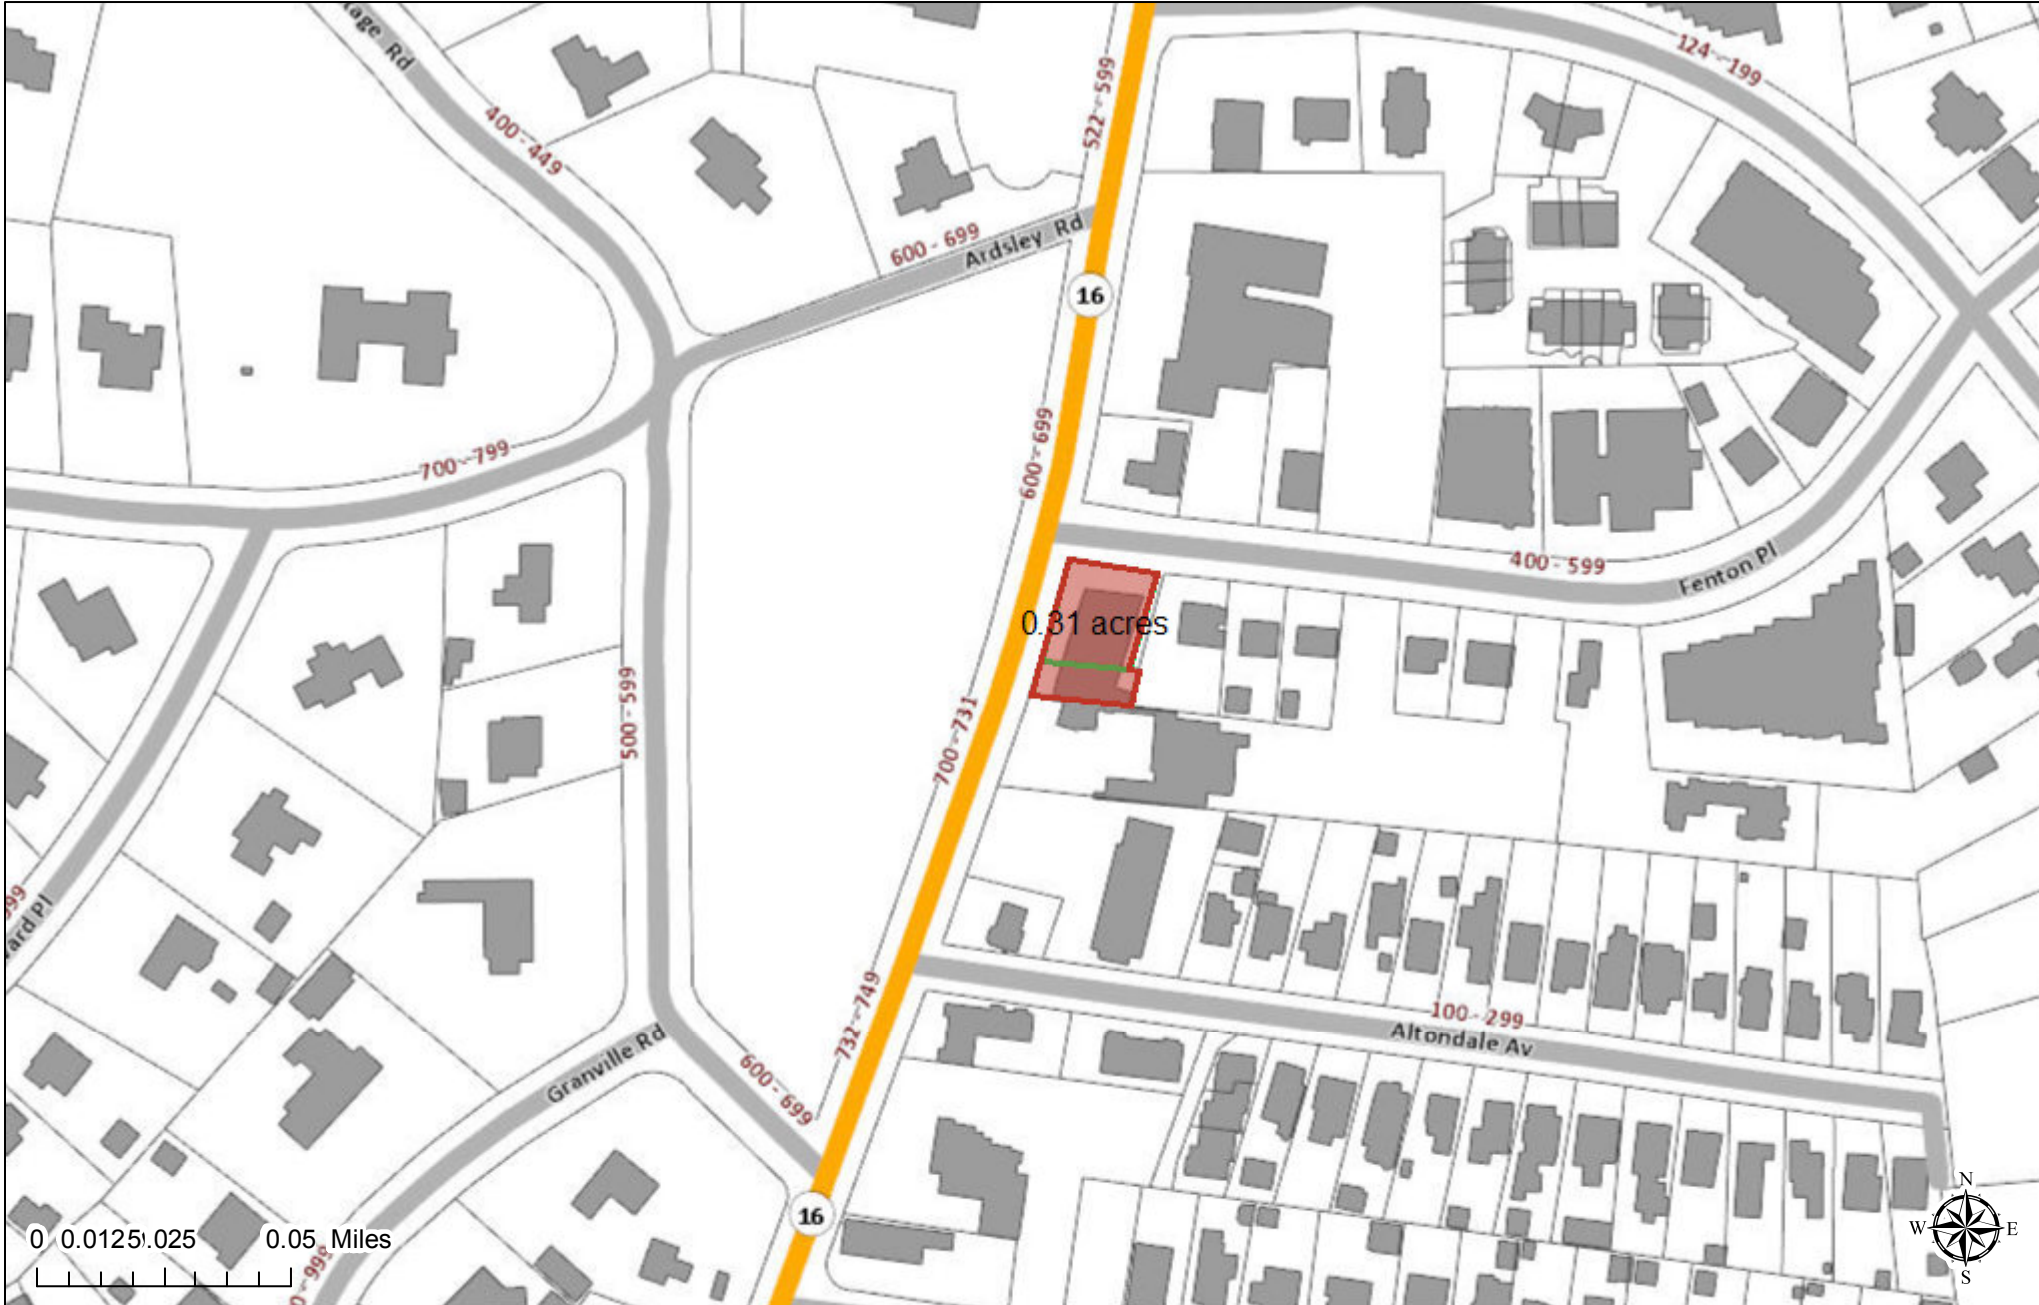 tage Rd
124 - 199
522 - 599
400 - 449
600 - 699
Ardsley Rd
16
600 - 699
700 - 799
400 - 599
Fenton Pl
0.31 acres
500 - 599
700 - 731
732 - 749
100 - 299
Altondale Av
Granville Rd
600 - 699
16
ard Pl
N
W E
S
0 0.0125 0.025 0.05 Miles